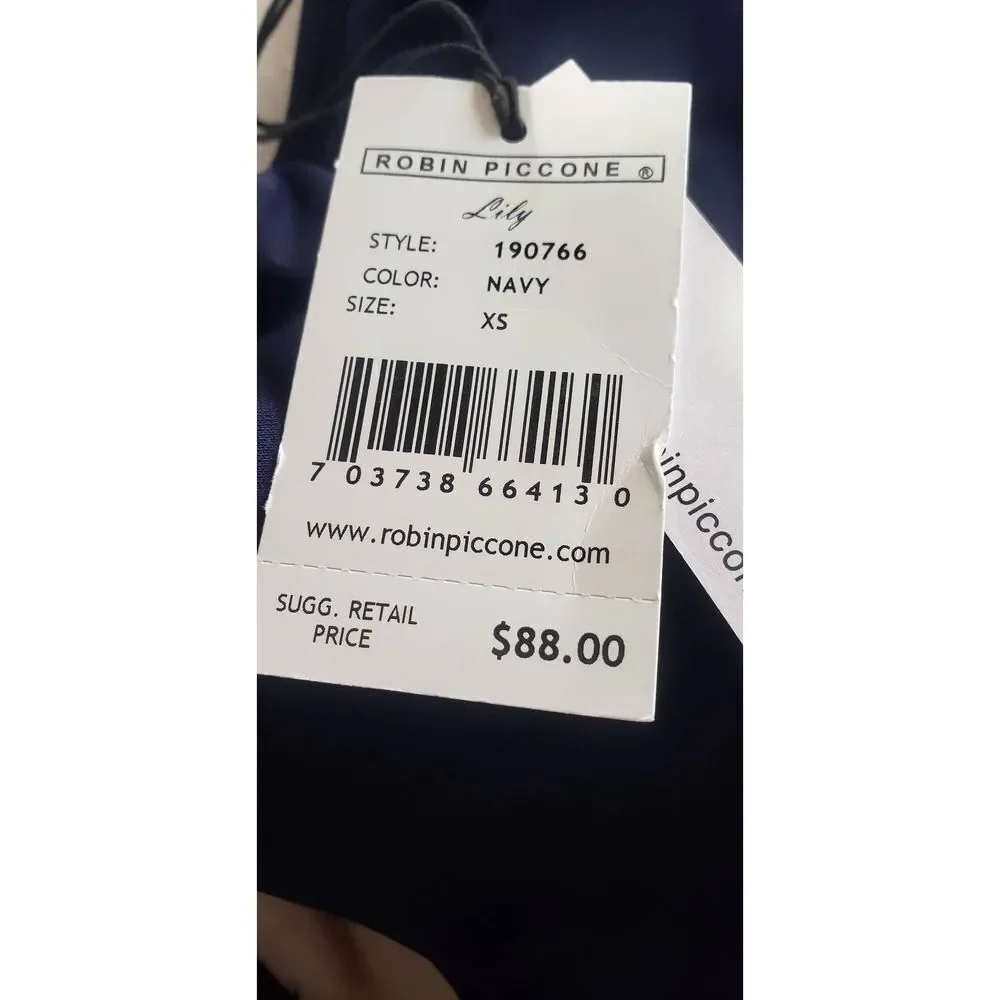 ROBIN PICCONE ®
Lily
STYLE: 190766
COLOR: NAVY
SIZE: XS
7 03738 66413 0
www.robinpiccone.com
SUGG. RETAIL
PRICE $88.00
inpicco